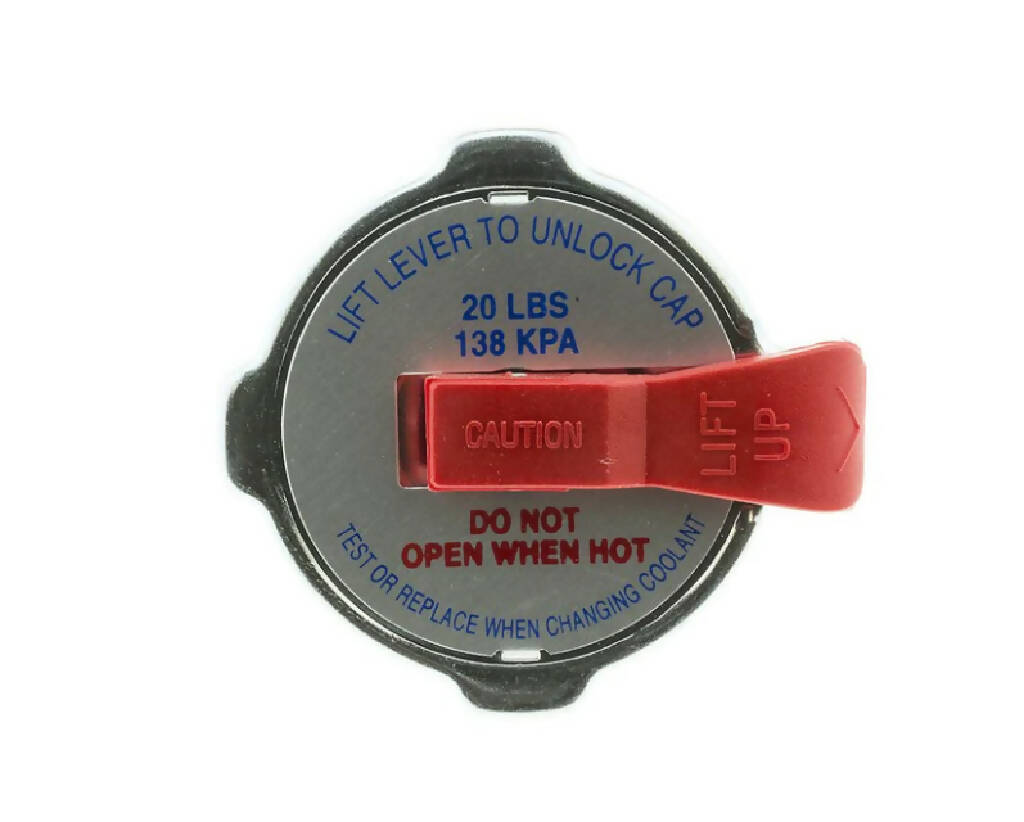 LIFT LEVER TO UNLOCK CAP
20 LBS
138 KPA
CAUTION
LIFT
UP
DO NOT
OPEN WHEN HOT
TEST OR REPLACE WHEN CHANGING COOLANT